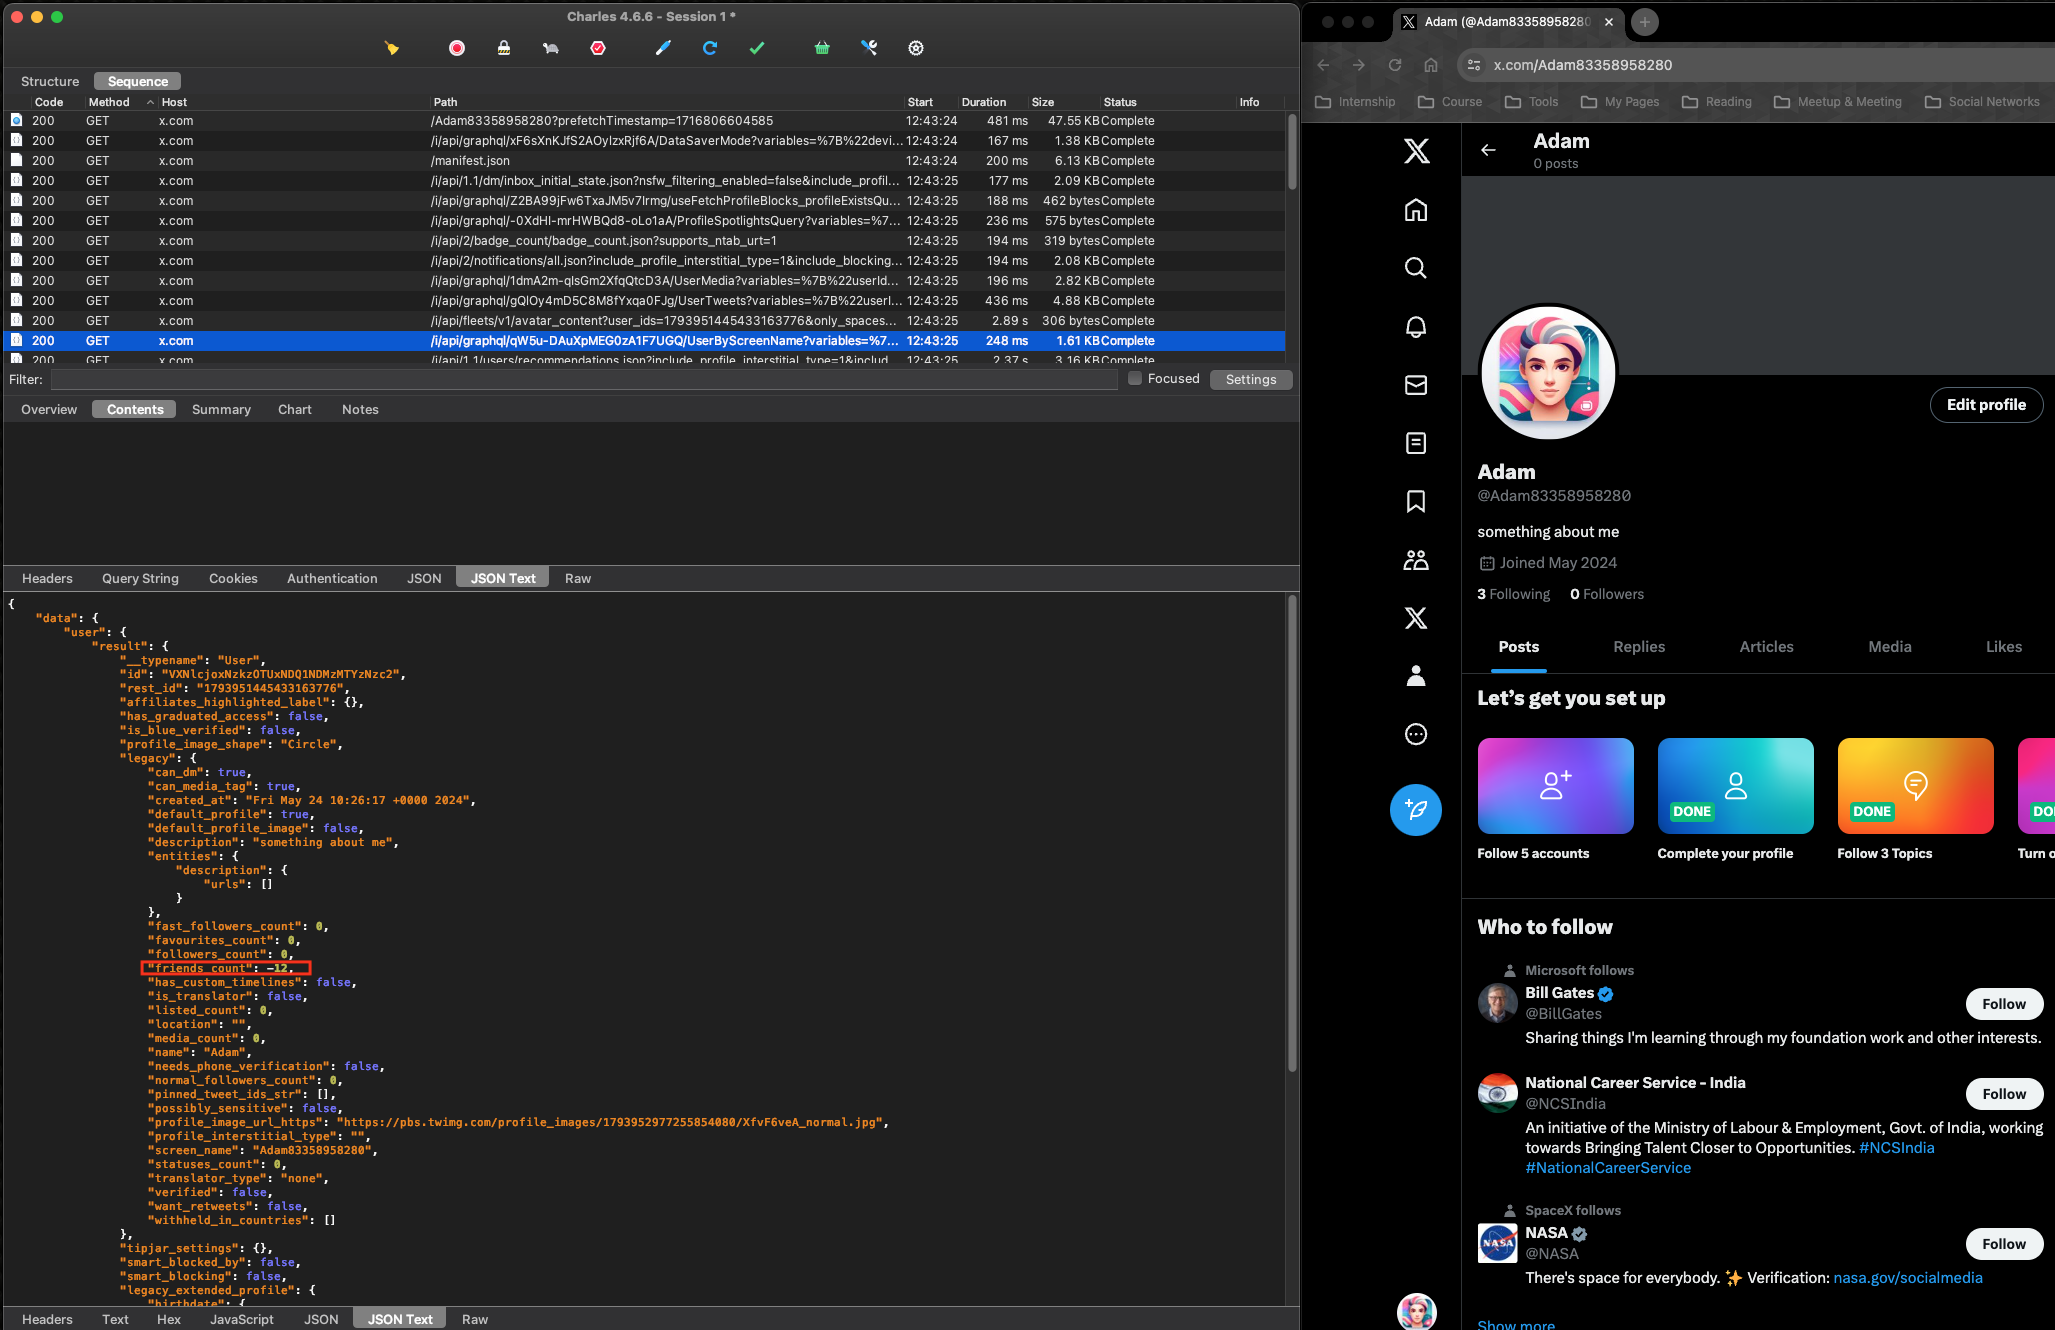 Charles 4.6.6 - Session 1 *
Structure Sequence
Code Method Host Path Start Duration Size Status Info
200 GET x.com /Adam83358958280?prefetchTimestamp=1716806604585 12:43:24 481 ms 47.55 KB Complete
200 GET x.com /i/api/graphql/xF6sXnKJfS2AOylzxRjf6A/DataSaverMode?variables=%7B%22devi... 12:43:24 167 ms 1.38 KB Complete
200 GET x.com /manifest.json 12:43:24 200 ms 6.13 KB Complete
200 GET x.com /i/api/1.1/dm/inbox_initial_state.json?nsfw_filtering_enabled=false&include_profil... 12:43:25 177 ms 2.09 KB Complete
200 GET x.com /i/api/graphql/Z2BA99jFw6TxaJM5v7Irmg/useFetchProfileBlocks_profileExistsQu... 12:43:25 188 ms 462 bytes Complete
200 GET x.com /i/api/graphql/-0XdHI-mrHWBQd8-oLo1aA/ProfileSpotlightsQuery?variables=%7... 12:43:25 236 ms 575 bytes Complete
200 GET x.com /i/api/2/badge_count/badge_count.json?supports_ntab_urt=1 12:43:25 194 ms 319 bytes Complete
200 GET x.com /i/api/2/notifications/all.json?include_profile_interstitial_type=1&include_blocking... 12:43:25 194 ms 2.08 KB Complete
200 GET x.com /i/api/graphql/1dmA2m-qIsGm2XfqQtcD3A/UserMedia?variables=%7B%22userId... 12:43:25 196 ms 2.82 KB Complete
200 GET x.com /i/api/graphql/gQlOy4mD5C8M8fYxqa0FJg/UserTweets?variables=%7B%22userI... 12:43:25 436 ms 4.88 KB Complete
200 GET x.com /i/api/fleets/v1/avatar_content?user_ids=1793951445433163776&only_spaces... 12:43:25 2.89 s 306 bytes Complete
200 GET x.com /i/api/graphql/qW5u-DAuXpMEG0zA1F7UGQ/UserByScreenName?variables=%7... 12:43:25 248 ms 1.61 KB Complete
200 GET x.com /i/api/1.1/users/recommendations.json?include_profile_interstitial_type=1&includ... 12:43:25 2.37 s 3.16 KB Complete
Filter: Focused Settings
Overview Contents Summary Chart Notes
Headers Query String Cookies Authentication JSON JSON Text Raw
{
"data": {
"user": {
"result": {
"__typename": "User",
"id": "VXNlcjoxNzkzOTUxNDQ1NDMzMTYzNzc2",
"rest_id": "1793951445433163776",
"affiliates_highlighted_label": {},
"has_graduated_access": false,
"is_blue_verified": false,
"profile_image_shape": "Circle",
"legacy": {
"can_dm": true,
"can_media_tag": true,
"created_at": "Fri May 24 10:26:17 +0000 2024",
"default_profile": true,
"default_profile_image": false,
"description": "something about me",
"entities": {
"description": {
"urls": []
}
},
"fast_followers_count": 0,
"favourites_count": 0,
"followers_count": 0,
"friends_count": -12,
"has_custom_timelines": false,
"is_translator": false,
"listed_count": 0,
"location": "",
"media_count": 0,
"name": "Adam",
"needs_phone_verification": false,
"normal_followers_count": 0,
"pinned_tweet_ids_str": [],
"possibly_sensitive": false,
"profile_image_url_https": "https://pbs.twimg.com/profile_images/1793952977255854080/XfvF6veA_normal.jpg",
"profile_interstitial_type": "",
"screen_name": "Adam83358958280",
"statuses_count": 0,
"translator_type": "none",
"verified": false,
"want_retweets": false,
"withheld_in_countries": []
},
"tipjar_settings": {},
"smart_blocked_by": false,
"smart_blocking": false,
"legacy_extended_profile": {
"birthdate": {
Headers Text Hex JavaScript JSON JSON Text Raw
Adam (@Adam83358958280
x.com/Adam83358958280
Internship Course Tools My Pages Reading Meetup & Meeting Social Networks
Adam
0 posts
Edit profile
Adam
@Adam83358958280
something about me
Joined May 2024
3 Following 0 Followers
Posts Replies Articles Media Likes
Let's get you set up
DONE DONE DO
Follow 5 accounts Complete your profile Follow 3 Topics Turn o
Who to follow
Microsoft follows
Bill Gates
@BillGates
Follow
Sharing things I'm learning through my foundation work and other interests.
National Career Service - India
@NCSIndia
Follow
An initiative of the Ministry of Labour & Employment, Govt. of India, working
towards Bringing Talent Closer to Opportunities. #NCSIndia
#NationalCareerService
SpaceX follows
NASA
NASA
@NASA
Follow
There's space for everybody. ✨ Verification: nasa.gov/socialmedia
Show more